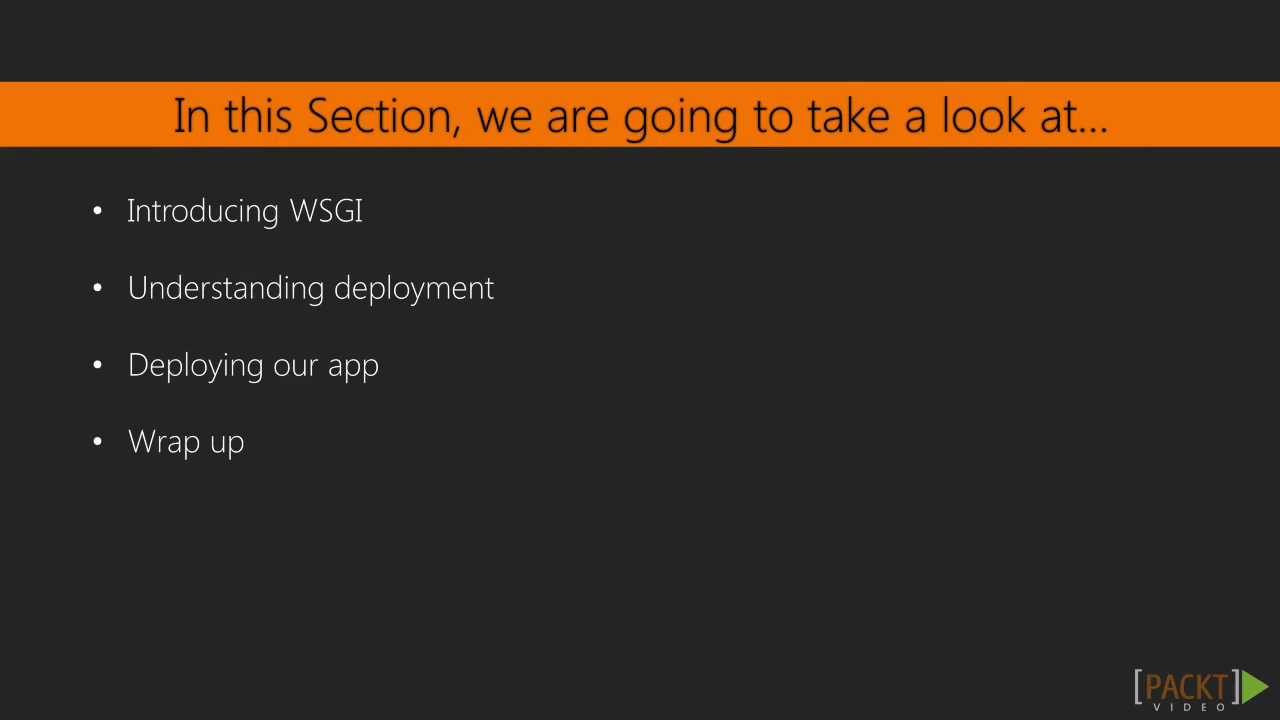 In this Section, we are going to take a look at...
• Introducing WSGI
• Understanding deployment
• Deploying our app
• Wrap up
[PACKT]
VIDEO